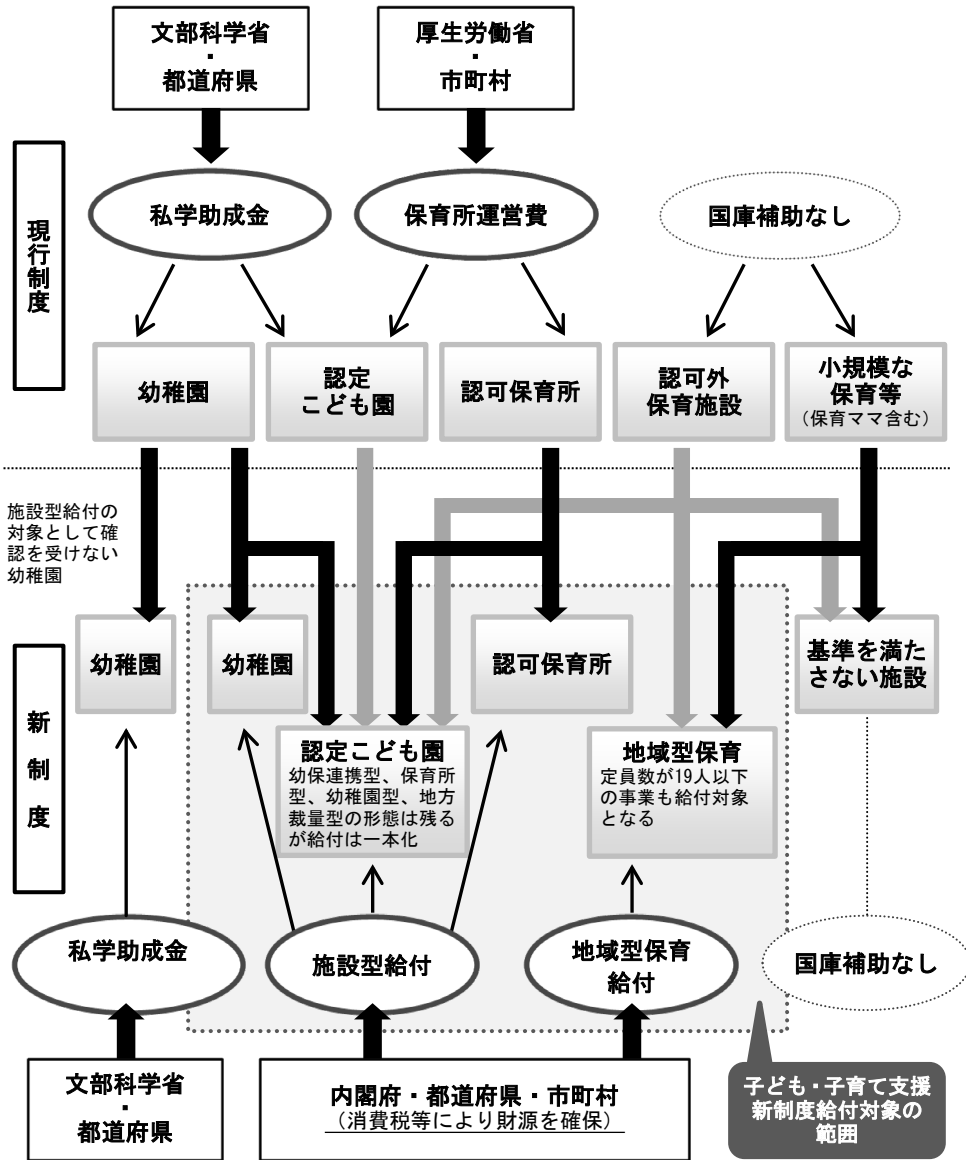 文部科学省
・
都道府県
厚生労働省
・
市町村
現行制度
私学助成金
保育所運営費
国庫補助なし
幼稚園
認定
こども園
認可保育所
認可外
保育施設
小規模な
保育等
（保育ママ含む）
施設型給付の
対象として確
認を受けない
幼稚園
新制度
幼稚園
幼稚園
認可保育所
基準を満た
さない施設
認定こども園
幼保連携型、保育所
型、幼稚園型、地方
裁量型の形態は残る
が給付は一本化
地域型保育
定員数が19人以下
の事業も給付対象
となる
私学助成金
施設型給付
地域型保育
給付
国庫補助なし
文部科学省
・
都道府県
内閣府・都道府県・市町村
（消費税等により財源を確保）
子ども・子育て支援
新制度給付対象の
範囲